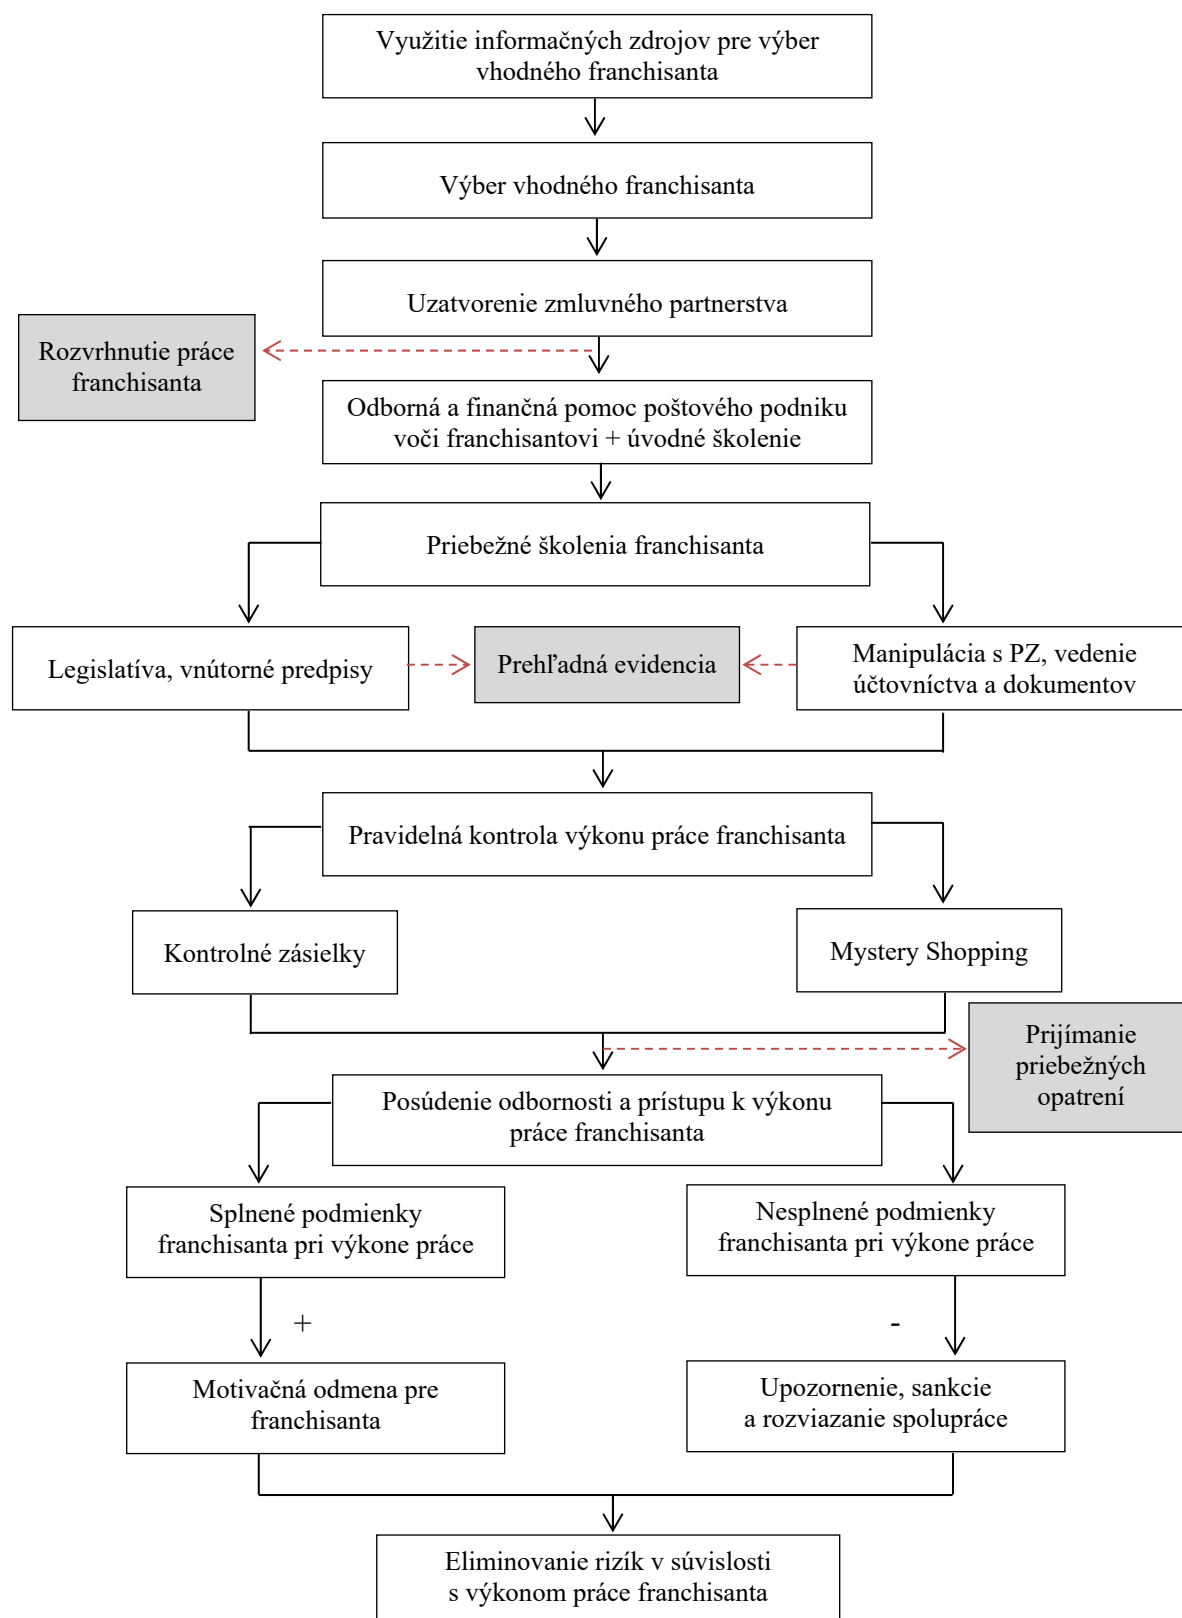 Využitie informačných zdrojov pre výber
vhodného franchisanta
Výber vhodného franchisanta
Uzatvorenie zmluvného partnerstva
Rozvrhnutie práce
franchisanta
Odborná a finančná pomoc poštového podniku
voči franchisantovi + úvodné školenie
Priebežné školenia franchisanta
Legislatíva, vnútorné predpisy
Prehľadná evidencia
Manipulácia s PZ, vedenie
účtovníctva a dokumentov
Pravidelná kontrola výkonu práce franchisanta
Kontrolné zásielky
Mystery Shopping
Prijímanie
priebežných
opatrení
Posúdenie odbornosti a prístupu k výkonu
práce franchisanta
Splnené podmienky
franchisanta pri výkone práce
Nesplnené podmienky
franchisanta pri výkone práce
+
-
Motivačná odmena pre
franchisanta
Upozornenie, sankcie
a rozviazanie spolupráce
Eliminovanie rizík v súvislosti
s výkonom práce franchisanta